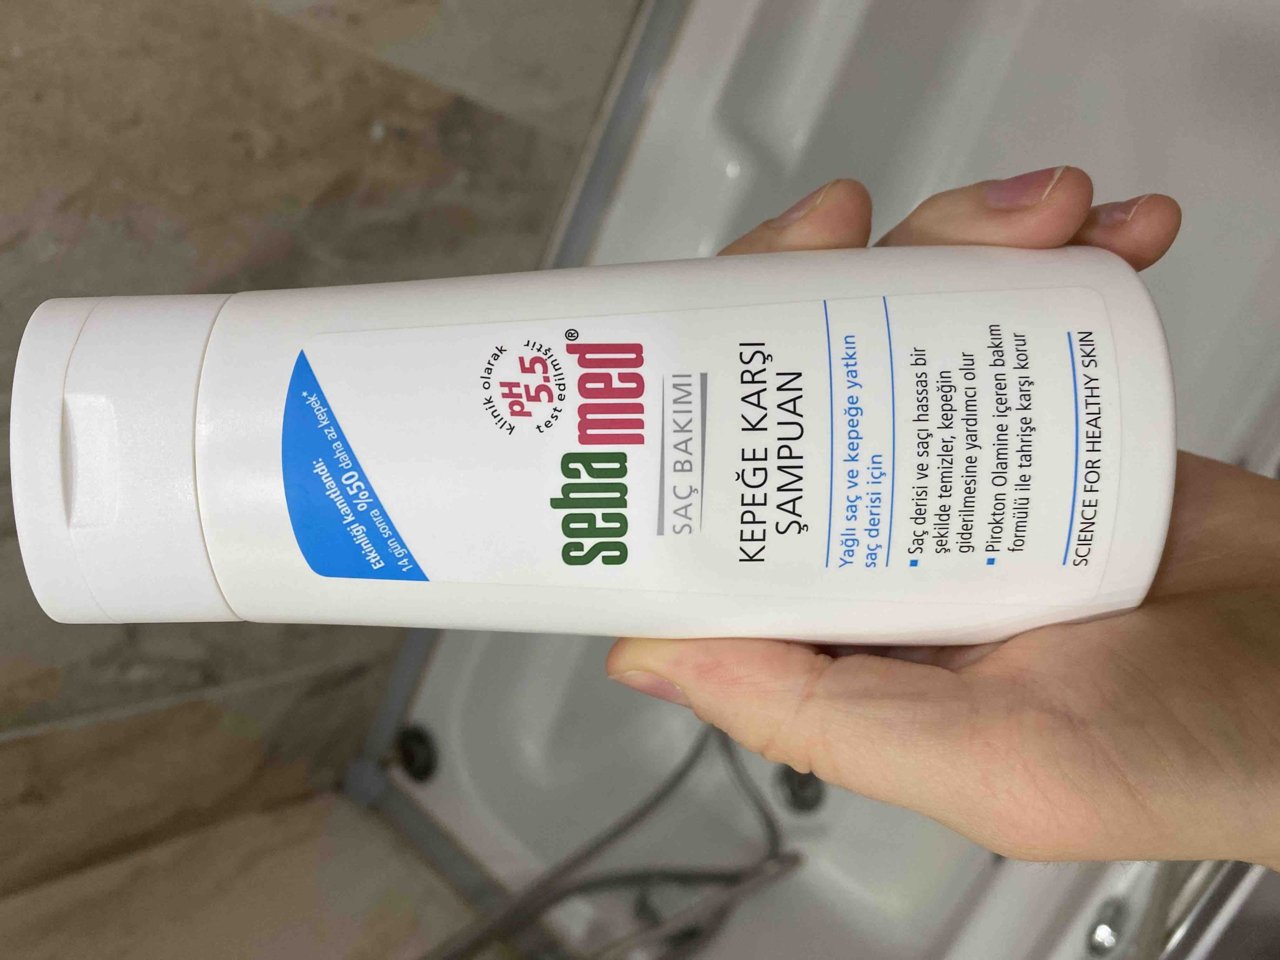 Etkinliği kanıtlandı:
14 gün sonra %50 daha az kepek*
klinik olarak
pH
5.5
test edilmiştir
sebamed®
SAÇ BAKIMI
KEPEĞE KARŞI
ŞAMPUAN
Yağlı saç ve kepeğe yatkın
saç derisi için
▪ Saç derisi ve saçı hassas bir
şekilde temizler, kepeğin
giderilmesine yardımcı olur
▪ Pirokton Olamine içeren bakım
formülü ile tahrişe karşı korur
SCIENCE FOR HEALTHY SKIN